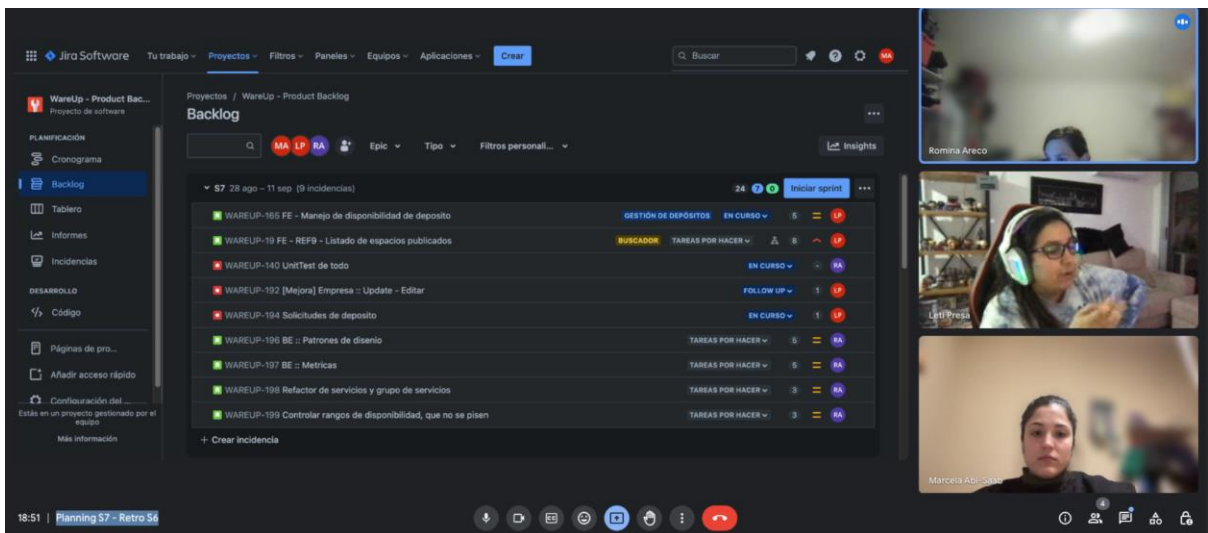 Jira Software Tu trabajo Proyectos Filtros Paneles Equipos Aplicaciones Crear Buscar MA
WareUp - Product Bac...
Proyecto de software
PLANIFICACIÓN
Cronograma
Backlog
Tablero
Informes
Incidencias
DESARROLLO
Código
Páginas de pro...
Añadir acceso rápido
Configuración del ...
Estás en un proyecto gestionado por el
equipo
Más información
Proyectos / WareUp - Product Backlog
Backlog
MA LP RA Epic Tipo Filtros personali... Insights
S7 28 ago – 11 sep (9 incidencias) 24 7 0 Iniciar sprint
WAREUP-165 FE - Manejo de disponibilidad de deposito GESTIÓN DE DEPÓSITOS EN CURSO 5 LP
WAREUP-19 FE - REF9 - Listado de espacios publicados BUSCADOR TAREAS POR HACER 8 LP
WAREUP-140 UnitTest de todo EN CURSO - RA
WAREUP-192 [Mejora] Empresa :: Update - Editar FOLLOW UP 1 LP
WAREUP-194 Solicitudes de deposito EN CURSO 1 LP
WAREUP-196 BE :: Patrones de disenio TAREAS POR HACER 5 RA
WAREUP-197 BE :: Metricas TAREAS POR HACER 5 RA
WAREUP-198 Refactor de servicios y grupo de servicios TAREAS POR HACER 3 RA
WAREUP-199 Controlar rangos de disponibilidad, que no se pisen TAREAS POR HACER 3 RA
+ Crear incidencia
Romina Areco
Leti Presa
Marcela Abi-Saab
18:51 | Planning S7 - Retro S6
4